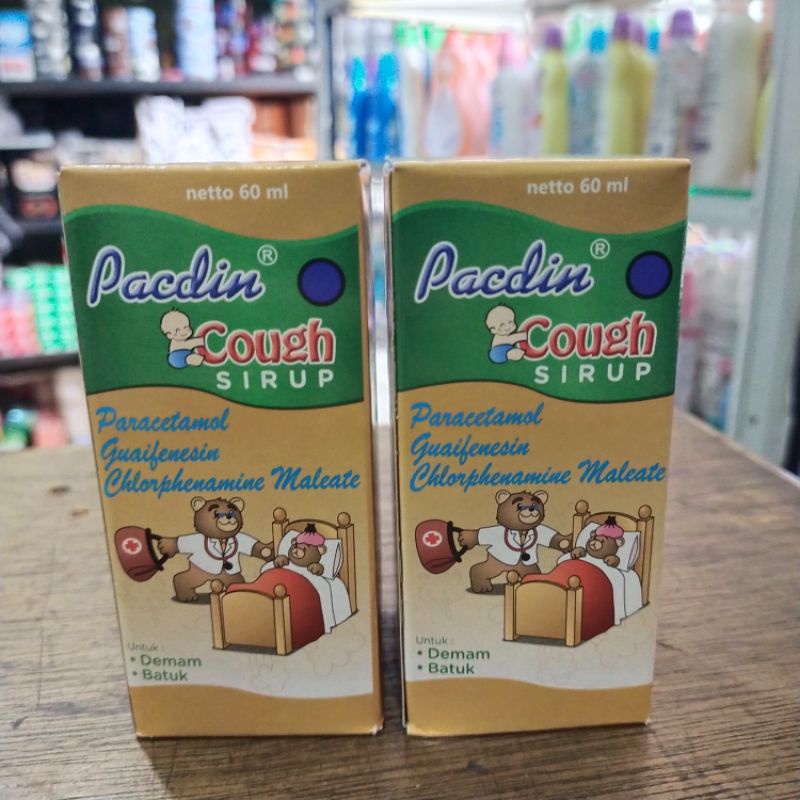 netto 60 ml
Pacdin®
Cough
SIRUP
Paracetamol
Guaifenesin
Chlorphenamine Maleate
Untuk :
• Demam
• Batuk
netto 60 ml
Pacdin®
Cough
SIRUP
Paracetamol
Guaifenesin
Chlorphenamine Maleate
Untuk :
• Demam
• Batuk